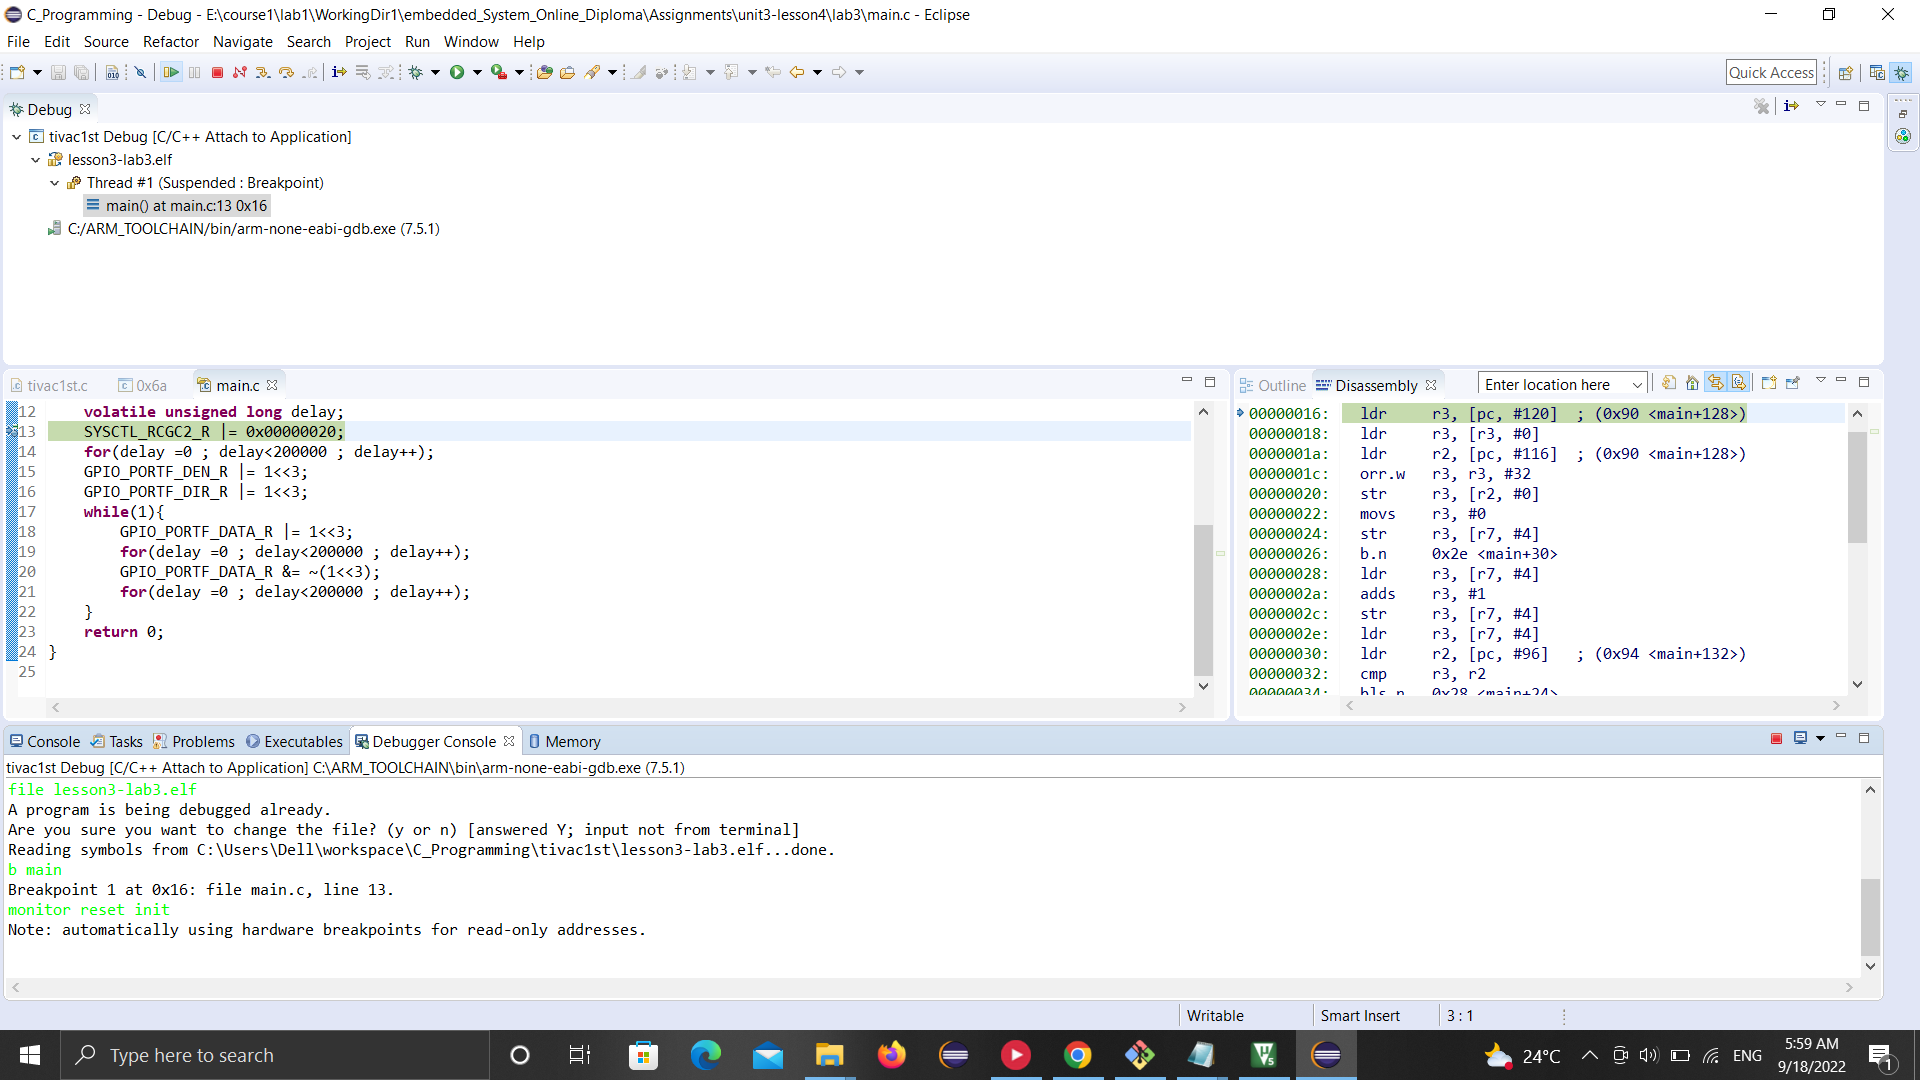 C_Programming - Debug - E:\course1\lab1\WorkingDir1\embedded_System_Online_Diploma\Assignments\unit3-lesson4\lab3\main.c - Eclipse
File Edit Source Refactor Navigate Search Project Run Window Help
Quick Access
Debug
tivac1st Debug [C/C++ Attach to Application]
lesson3-lab3.elf
Thread #1 (Suspended : Breakpoint)
main() at main.c:13 0x16
C:/ARM_TOOLCHAIN/bin/arm-none-eabi-gdb.exe (7.5.1)
tivac1st.c 0x6a main.c
12 volatile unsigned long delay;
13 SYSCTL_RCGC2_R |= 0x00000020;
14 for(delay =0 ; delay<200000 ; delay++);
15 GPIO_PORTF_DEN_R |= 1<<3;
16 GPIO_PORTF_DIR_R |= 1<<3;
17 while(1){
18 GPIO_PORTF_DATA_R |= 1<<3;
19 for(delay =0 ; delay<200000 ; delay++);
20 GPIO_PORTF_DATA_R &= ~(1<<3);
21 for(delay =0 ; delay<200000 ; delay++);
22 }
23 return 0;
24 }
25
Outline Disassembly Enter location here
00000016: ldr r3, [pc, #120] ; (0x90 <main+128>)
00000018: ldr r3, [r3, #0]
0000001a: ldr r2, [pc, #116] ; (0x90 <main+128>)
0000001c: orr.w r3, r3, #32
00000020: str r3, [r2, #0]
00000022: movs r3, #0
00000024: str r3, [r7, #4]
00000026: b.n 0x2e <main+30>
00000028: ldr r3, [r7, #4]
0000002a: adds r3, #1
0000002c: str r3, [r7, #4]
0000002e: ldr r3, [r7, #4]
00000030: ldr r2, [pc, #96] ; (0x94 <main+132>)
00000032: cmp r3, r2
00000034: bls.n 0x28 <main+24>
Console Tasks Problems Executables Debugger Console Memory
tivac1st Debug [C/C++ Attach to Application] C:\ARM_TOOLCHAIN\bin\arm-none-eabi-gdb.exe (7.5.1)
file lesson3-lab3.elf
A program is being debugged already.
Are you sure you want to change the file? (y or n) [answered Y; input not from terminal]
Reading symbols from C:\Users\Dell\workspace\C_Programming\tivac1st\lesson3-lab3.elf...done.
b main
Breakpoint 1 at 0x16: file main.c, line 13.
monitor reset init
Note: automatically using hardware breakpoints for read-only addresses.
Writable Smart Insert 3 : 1
Type here to search
24°C ENG
5:59 AM
9/18/2022
1